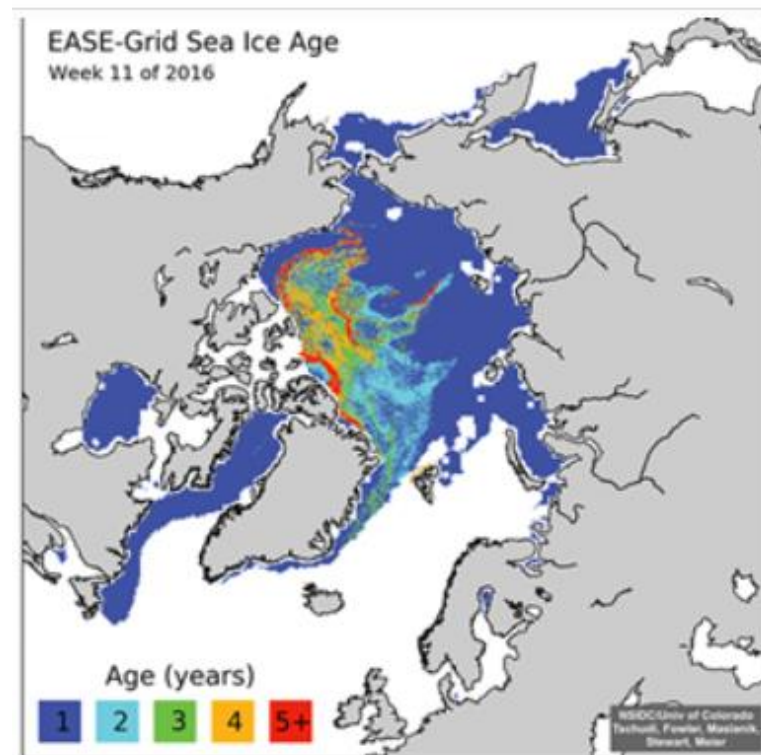 EASE-Grid Sea Ice Age
Week 11 of 2016
Age (years)
1 2 3 4 5+
NSIDC/Univ of Colorado
Tschudi, Fowler, Maslanik,
Stewart, Meier